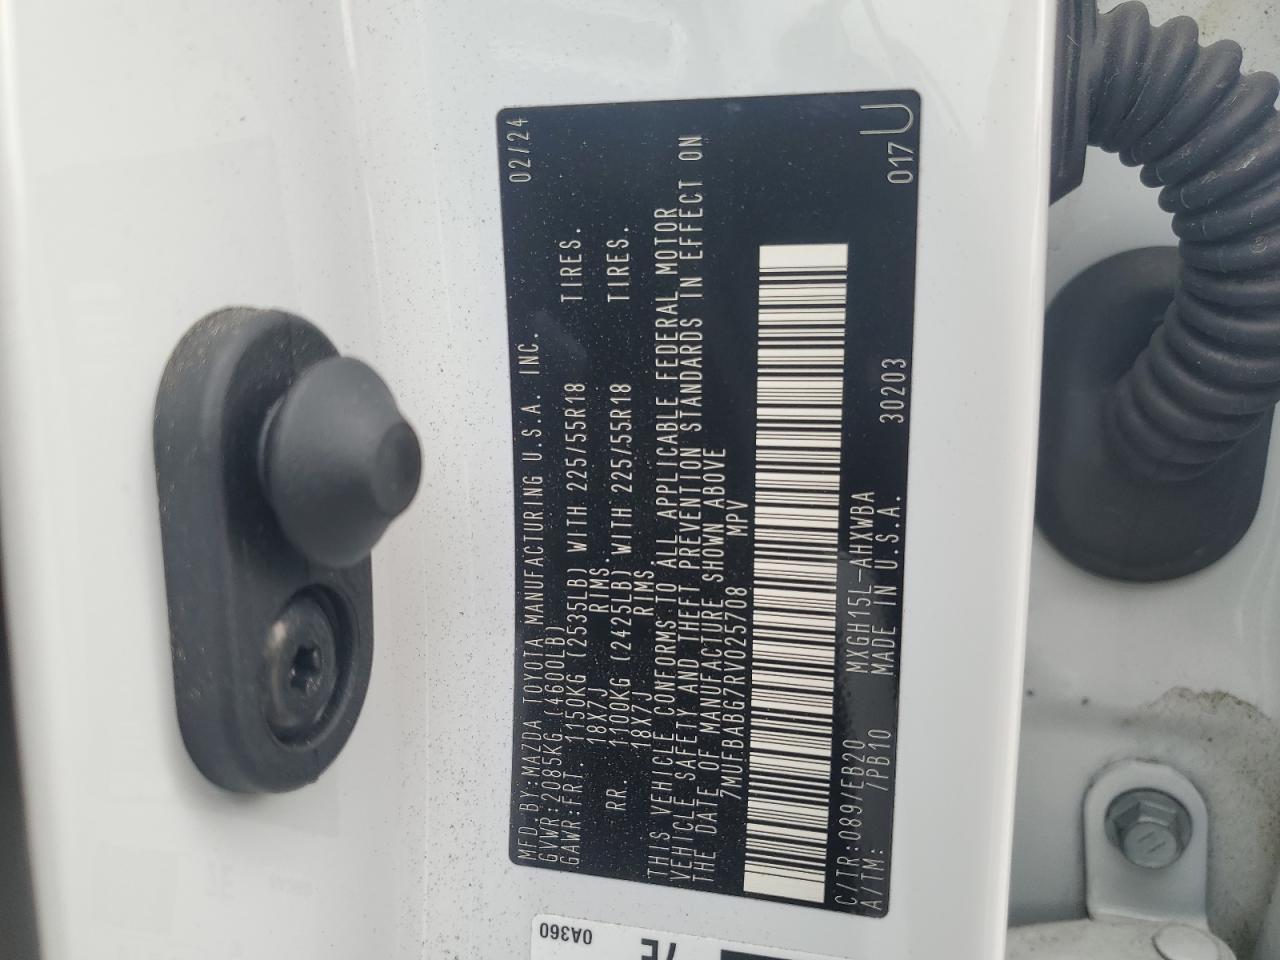 MFD.BY:MAZDA TOYOTA MANUFACTURING U.S.A. INC. 02/24
GVWR:2085KG (4600LB)
GAWR:FRT. 1150KG (2535LB) WITH 225/55R18 TIRES.
18X7J RIMS.
RR. 1100KG (2425LB) WITH 225/55R18 TIRES.
18X7J RIMS.
THIS VEHICLE CONFORMS TO ALL APPLICABLE FEDERAL MOTOR
VEHICLE SAFETY AND THEFT PREVENTION STANDARDS IN EFFECT ON
THE DATE OF MANUFACTURE SHOWN ABOVE
7MUFBABG7RV025708 MPV
C/TR:089/EB20 MXGH15L-AHXWBA
A/TM: /PB10 MADE IN U.S.A. 30203 017 U
0A360
7E